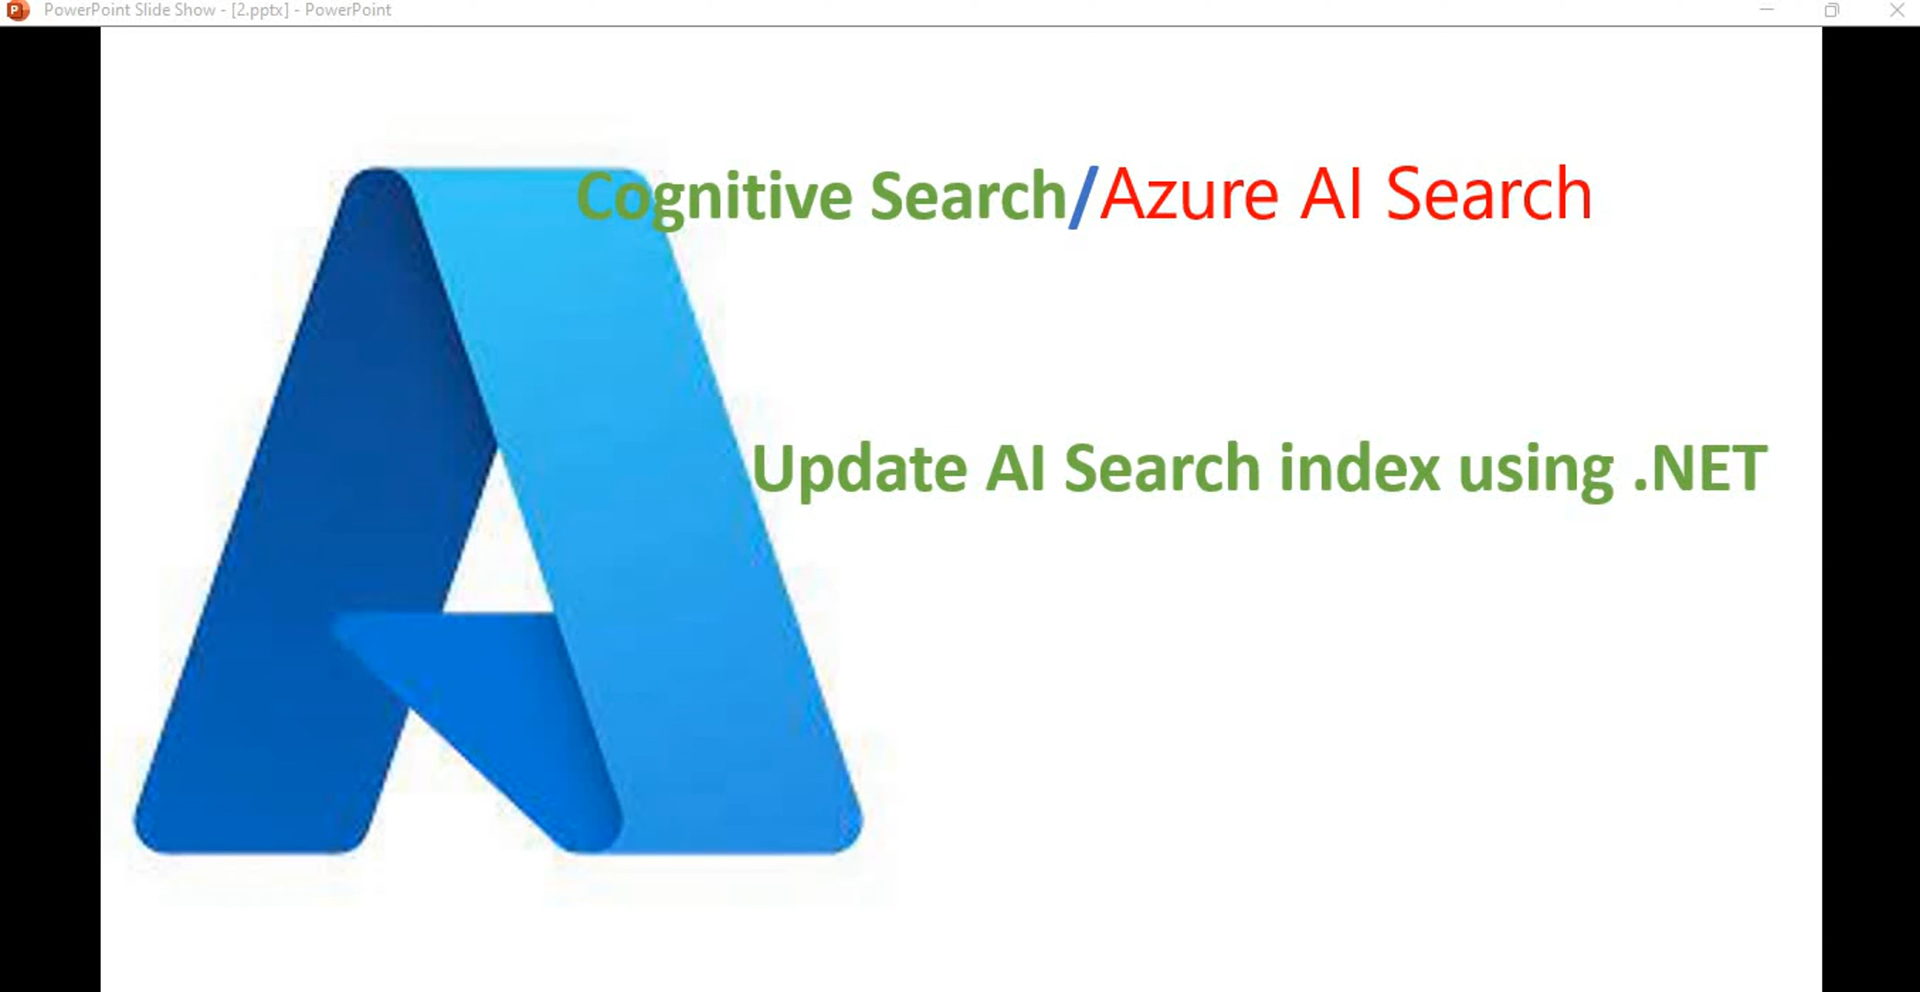 PowerPoint Slide Show - [2.pptx] - PowerPoint
Cognitive Search/Azure AI Search
Update AI Search index using .NET